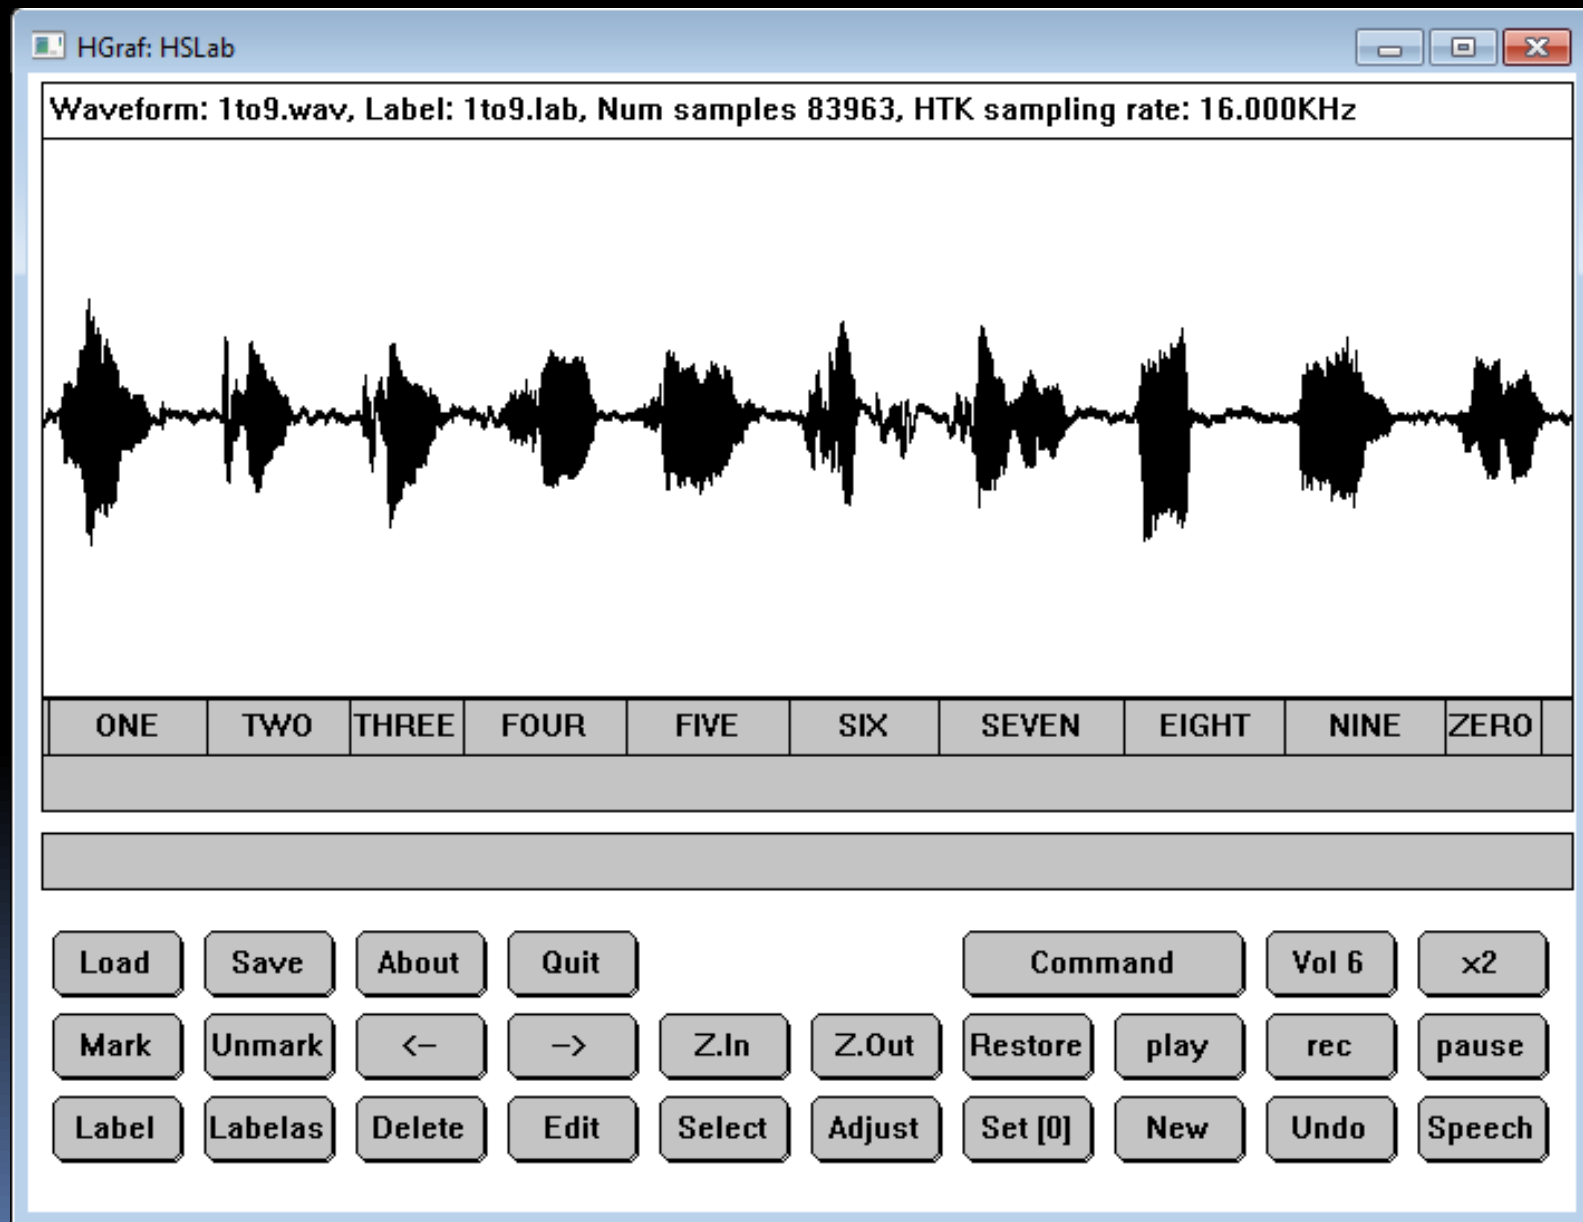 HGraf: HSLab
Waveform: 1to9.wav, Label: 1to9.lab, Num samples 83963, HTK sampling rate: 16.000KHz
ONE TWO THREE FOUR FIVE SIX SEVEN EIGHT NINE ZERO
Load Save About Quit Command Vol 6 x2
Mark Unmark <- -> Z.In Z.Out Restore play rec pause
Label Labelas Delete Edit Select Adjust Set [0] New Undo Speech